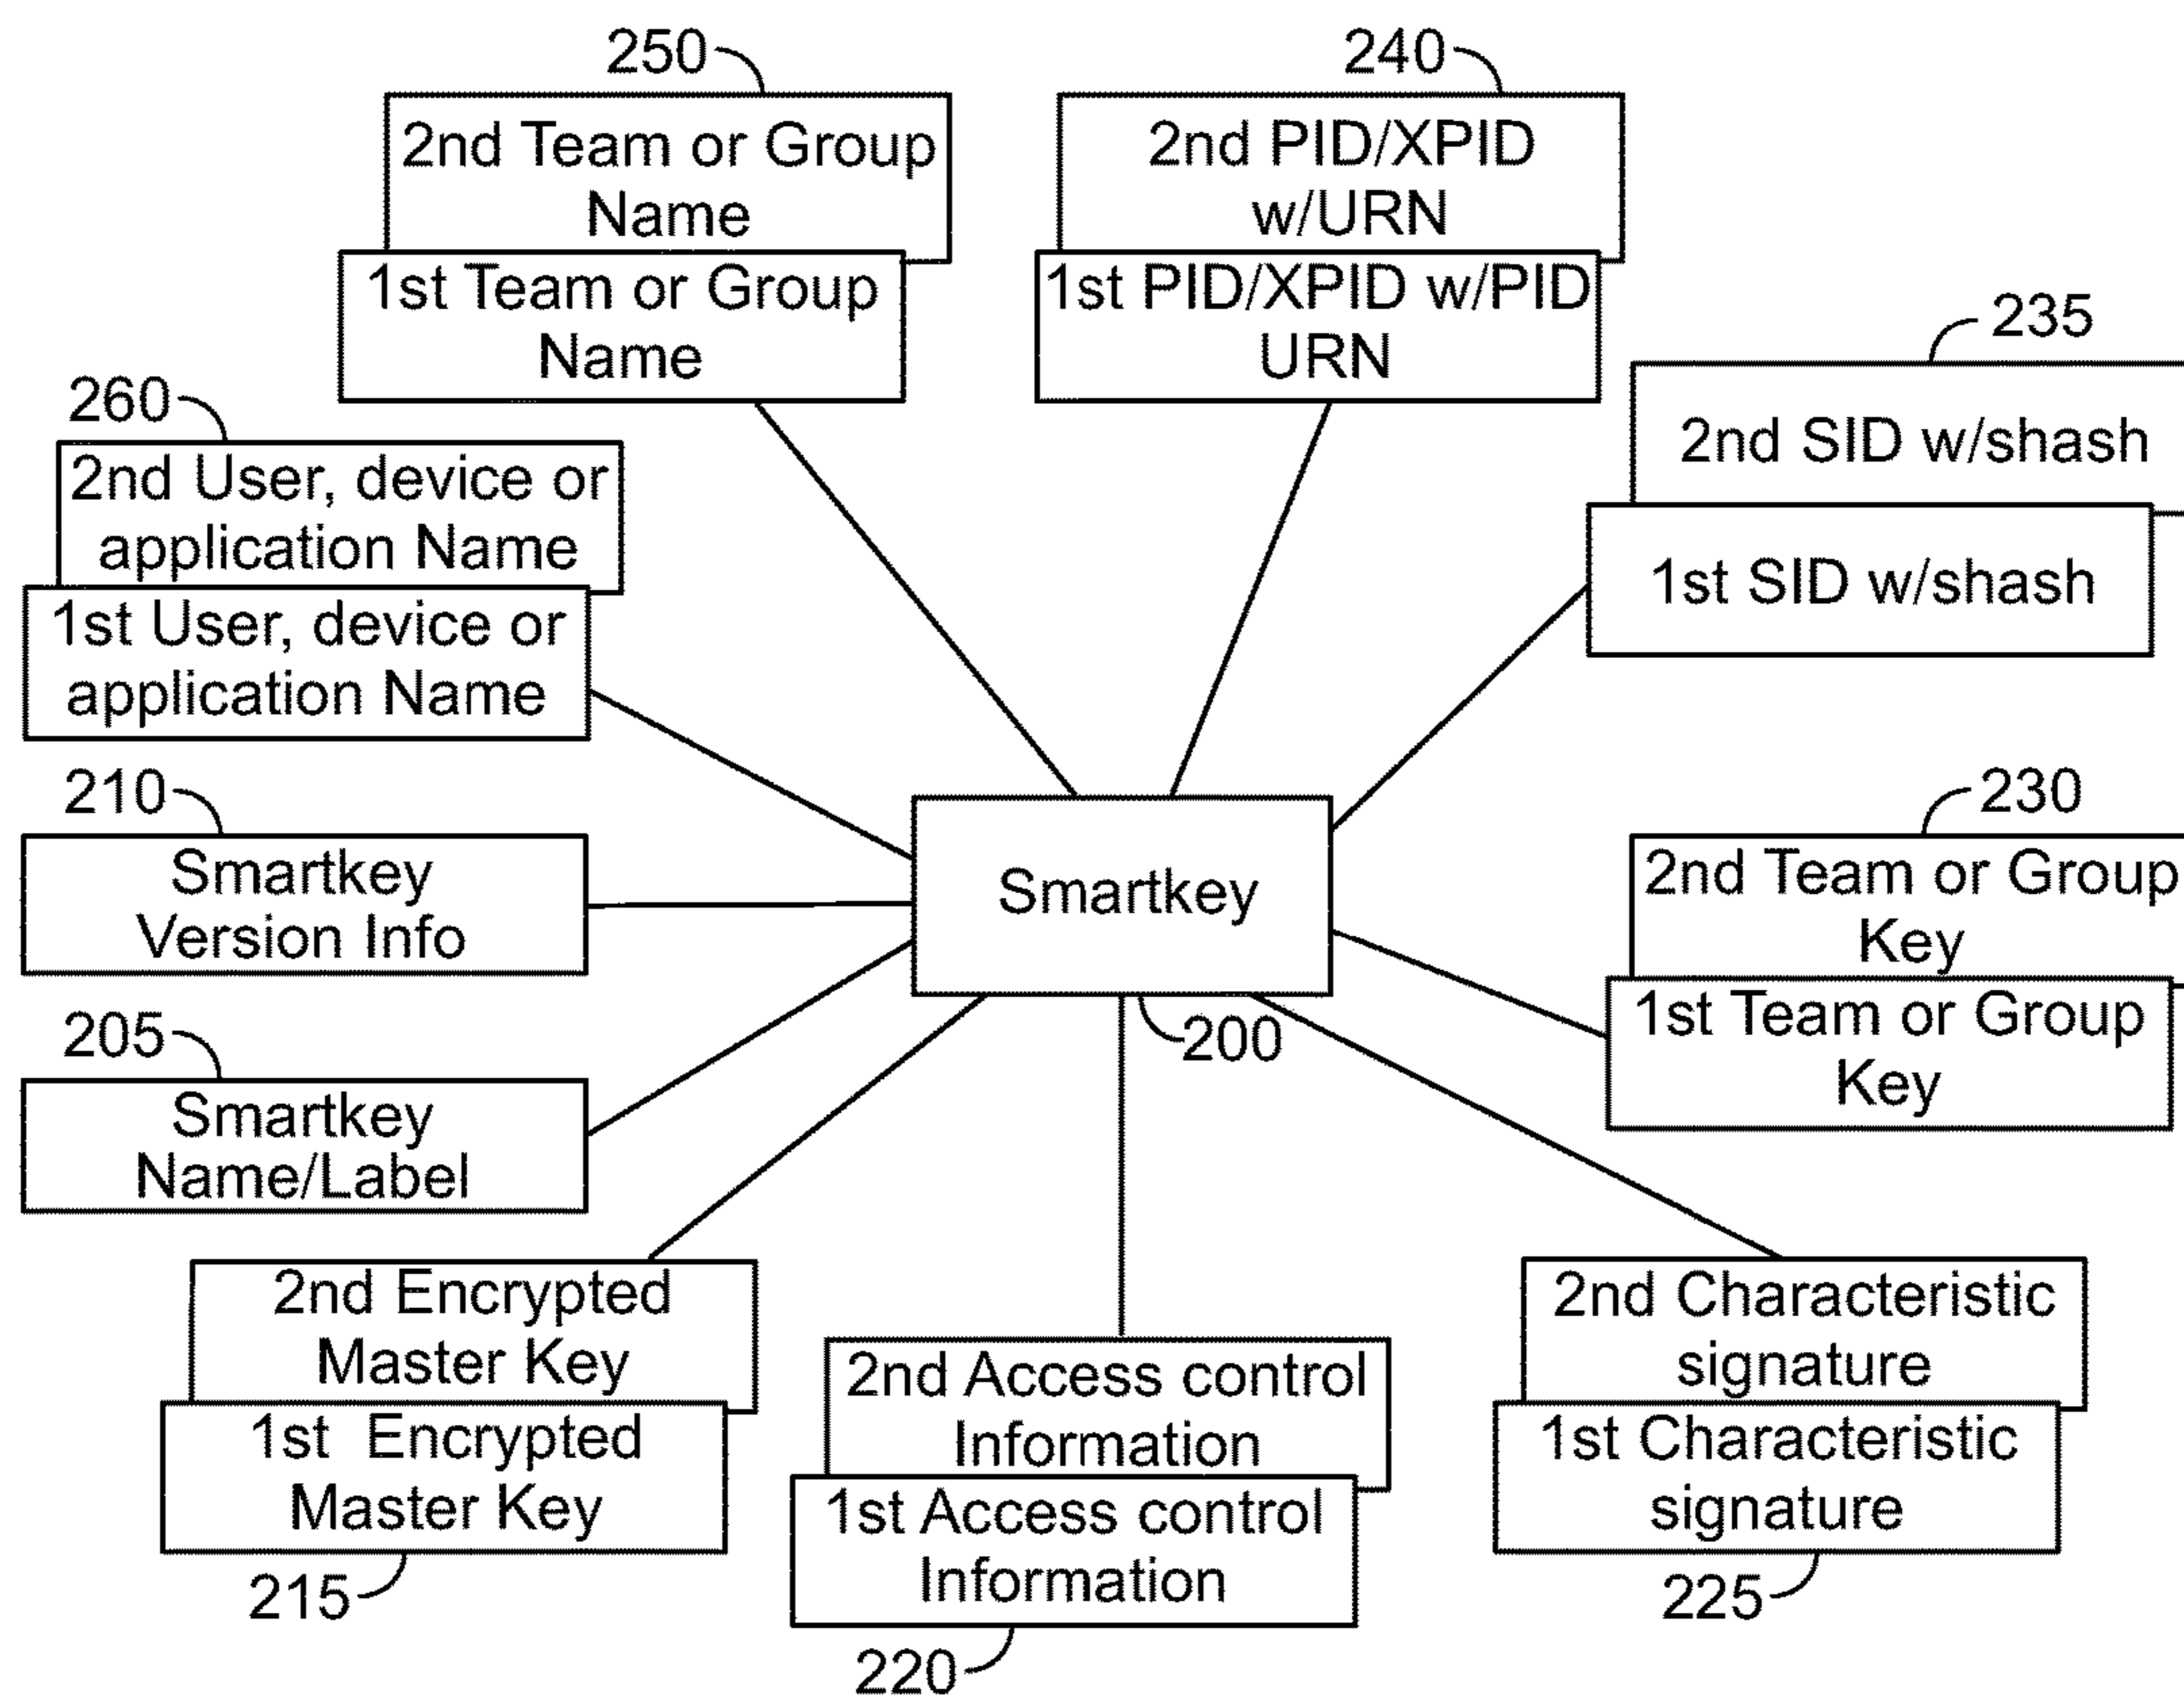 250
2nd Team or Group
Name
1st Team or Group
Name
240
2nd PID/XPID
w/URN
1st PID/XPID w/PID
URN
235
2nd SID w/shash
1st SID w/shash
260
2nd User, device or
application Name
1st User, device or
application Name
210
Smartkey
Version Info
Smartkey
200
230
2nd Team or Group
Key
1st Team or Group
Key
205
Smartkey
Name/Label
2nd Encrypted
Master Key
1st Encrypted
Master Key
215
2nd Access control
Information
1st Access control
Information
220
2nd Characteristic
signature
1st Characteristic
signature
225